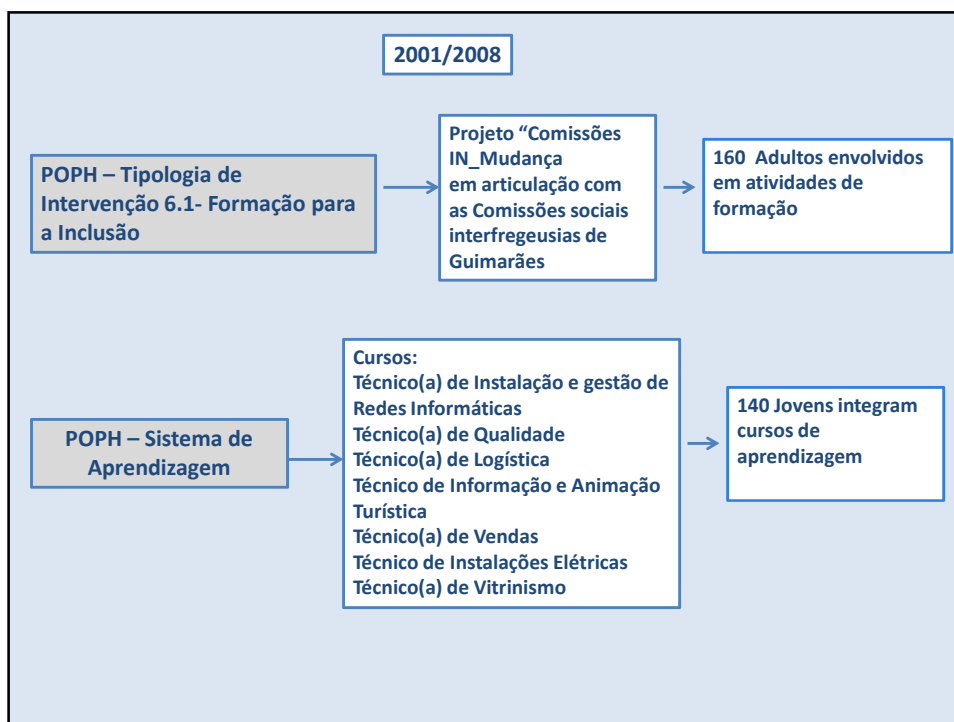 2001/2008
POPH – Tipologia de
Intervenção 6.1- Formação para
a Inclusão
Projeto “Comissões
IN_Mudança
em articulação com
as Comissões sociais
interfregeusias de
Guimarães
160 Adultos envolvidos
em atividades de
formação
POPH – Sistema de
Aprendizagem
Cursos:
Técnico(a) de Instalação e gestão de
Redes Informáticas
Técnico(a) de Qualidade
Técnico(a) de Logística
Técnico de Informação e Animação
Turística
Técnico(a) de Vendas
Técnico de Instalações Elétricas
Técnico(a) de Vitrinismo
140 Jovens integram
cursos de
aprendizagem